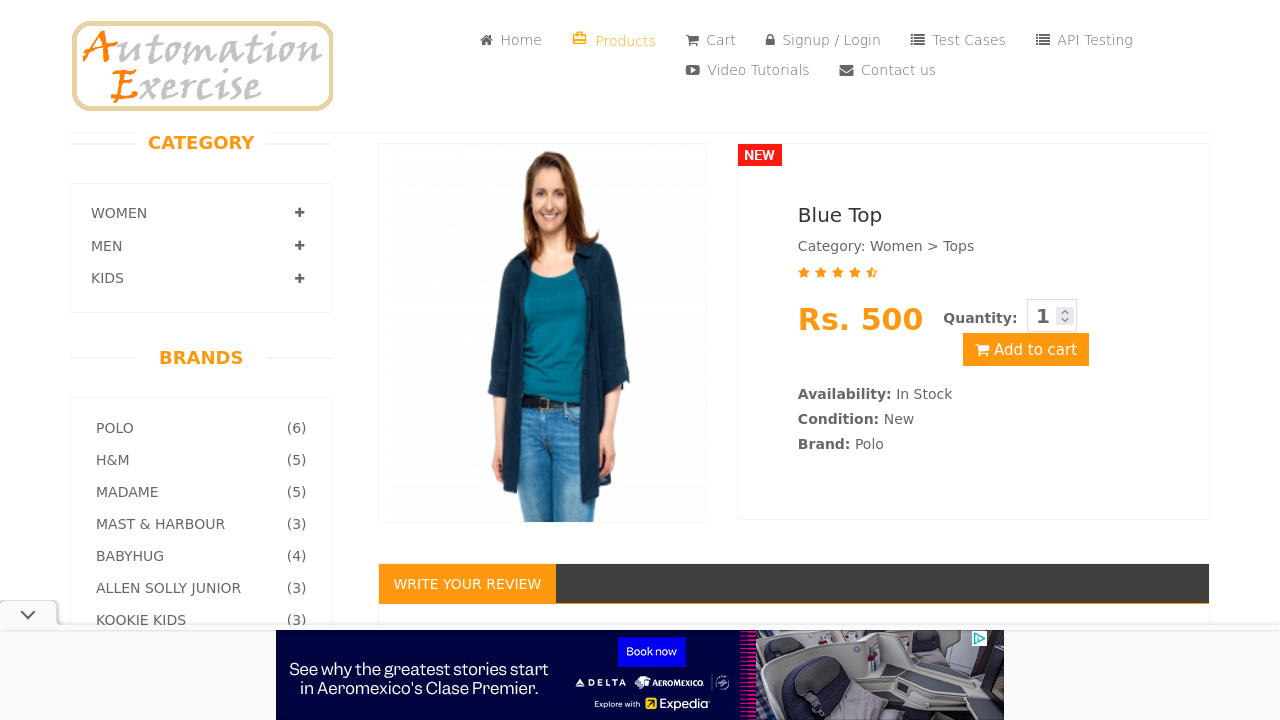 Automation
Exercise
Home
Products
Cart
Signup / Login
Test Cases
API Testing
Video Tutorials
Contact us
CATEGORY
WOMEN
MEN
KIDS
BRANDS
POLO (6)
H&M (5)
MADAME (5)
MAST & HARBOUR (3)
BABYHUG (4)
ALLEN SOLLY JUNIOR (3)
KOOKIE KIDS (3)
NEW
Blue Top
Category: Women > Tops
Rs. 500
Quantity: 1
Add to cart
Availability: In Stock
Condition: New
Brand: Polo
WRITE YOUR REVIEW
See why the greatest stories start
in Aeromexico's Clase Premier.
Book now
DELTA AEROMEXICO
Explore with Expedia